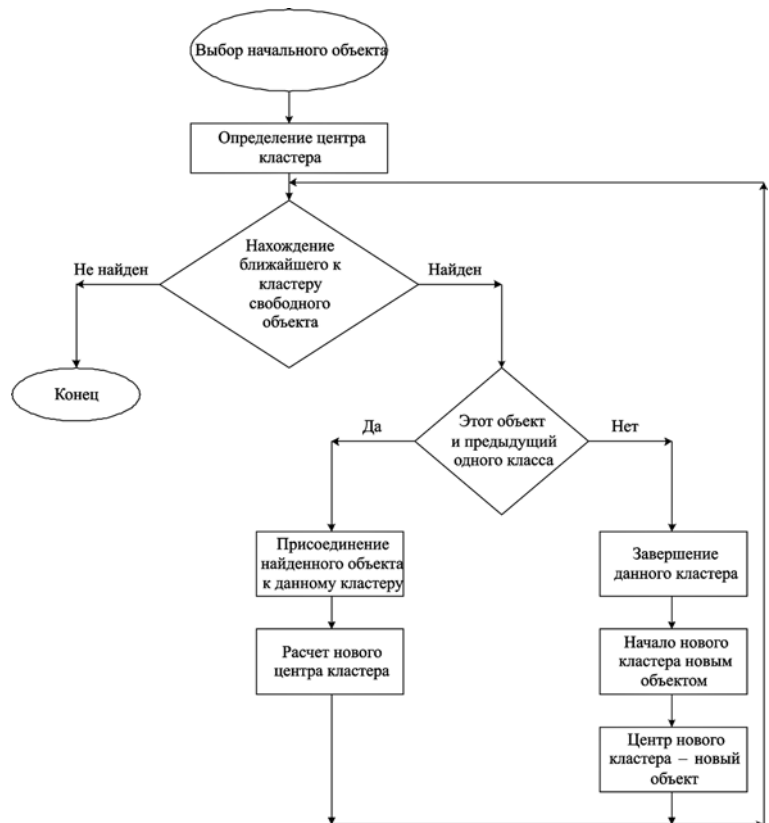 Выбор начального объекта
Определение центра
кластера
Нахождение
ближайшего к
кластеру
свободного
объекта
Не найден
Найден
Конец
Этот объект
и предыдущий
одного класса
Да
Нет
Присоединение
найденного объекта
к данному кластеру
Завершение
данного кластера
Расчет нового
центра кластера
Начало нового
кластера новым
объектом
Центр нового
кластера – новый
объект